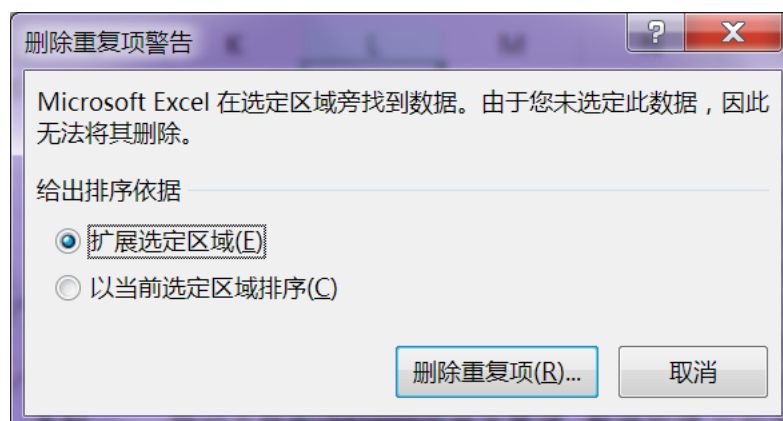 删除重复项警告
K L M
Microsoft Excel 在选定区域旁找到数据。由于您未选定此数据，因此
无法将其删除。
给出排序依据
扩展选定区域(E)
以当前选定区域排序(C)
删除重复项(R)... 取消